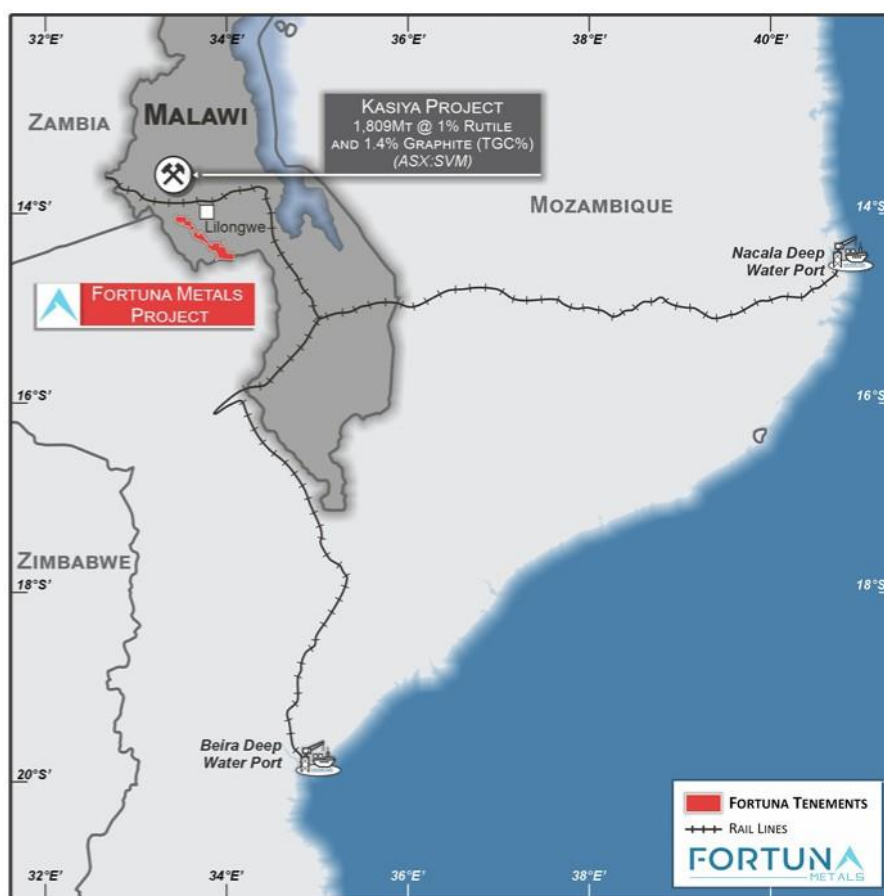 32°E’
34°E’
36°E’
38°E’
40°E’
ZAMBIA
MALAWI
KASIYA PROJECT
1,809MT @ 1% RUTILE
AND 1.4% GRAPHITE (TGC%)
(ASX:SVM)
14°S’
14°S’
Lilongwe
MOZAMBIQUE
Nacala Deep
Water Port
FORTUNA METALS
PROJECT
16°S’
16°S’
ZIMBABWE
18°S’
18°S’
Beira Deep
Water Port
20°S’
FORTUNA TENEMENTS
RAIL LINES
FORTUNA
METALS
32°E’
34°E’
36°E’
38°E’
40°E’